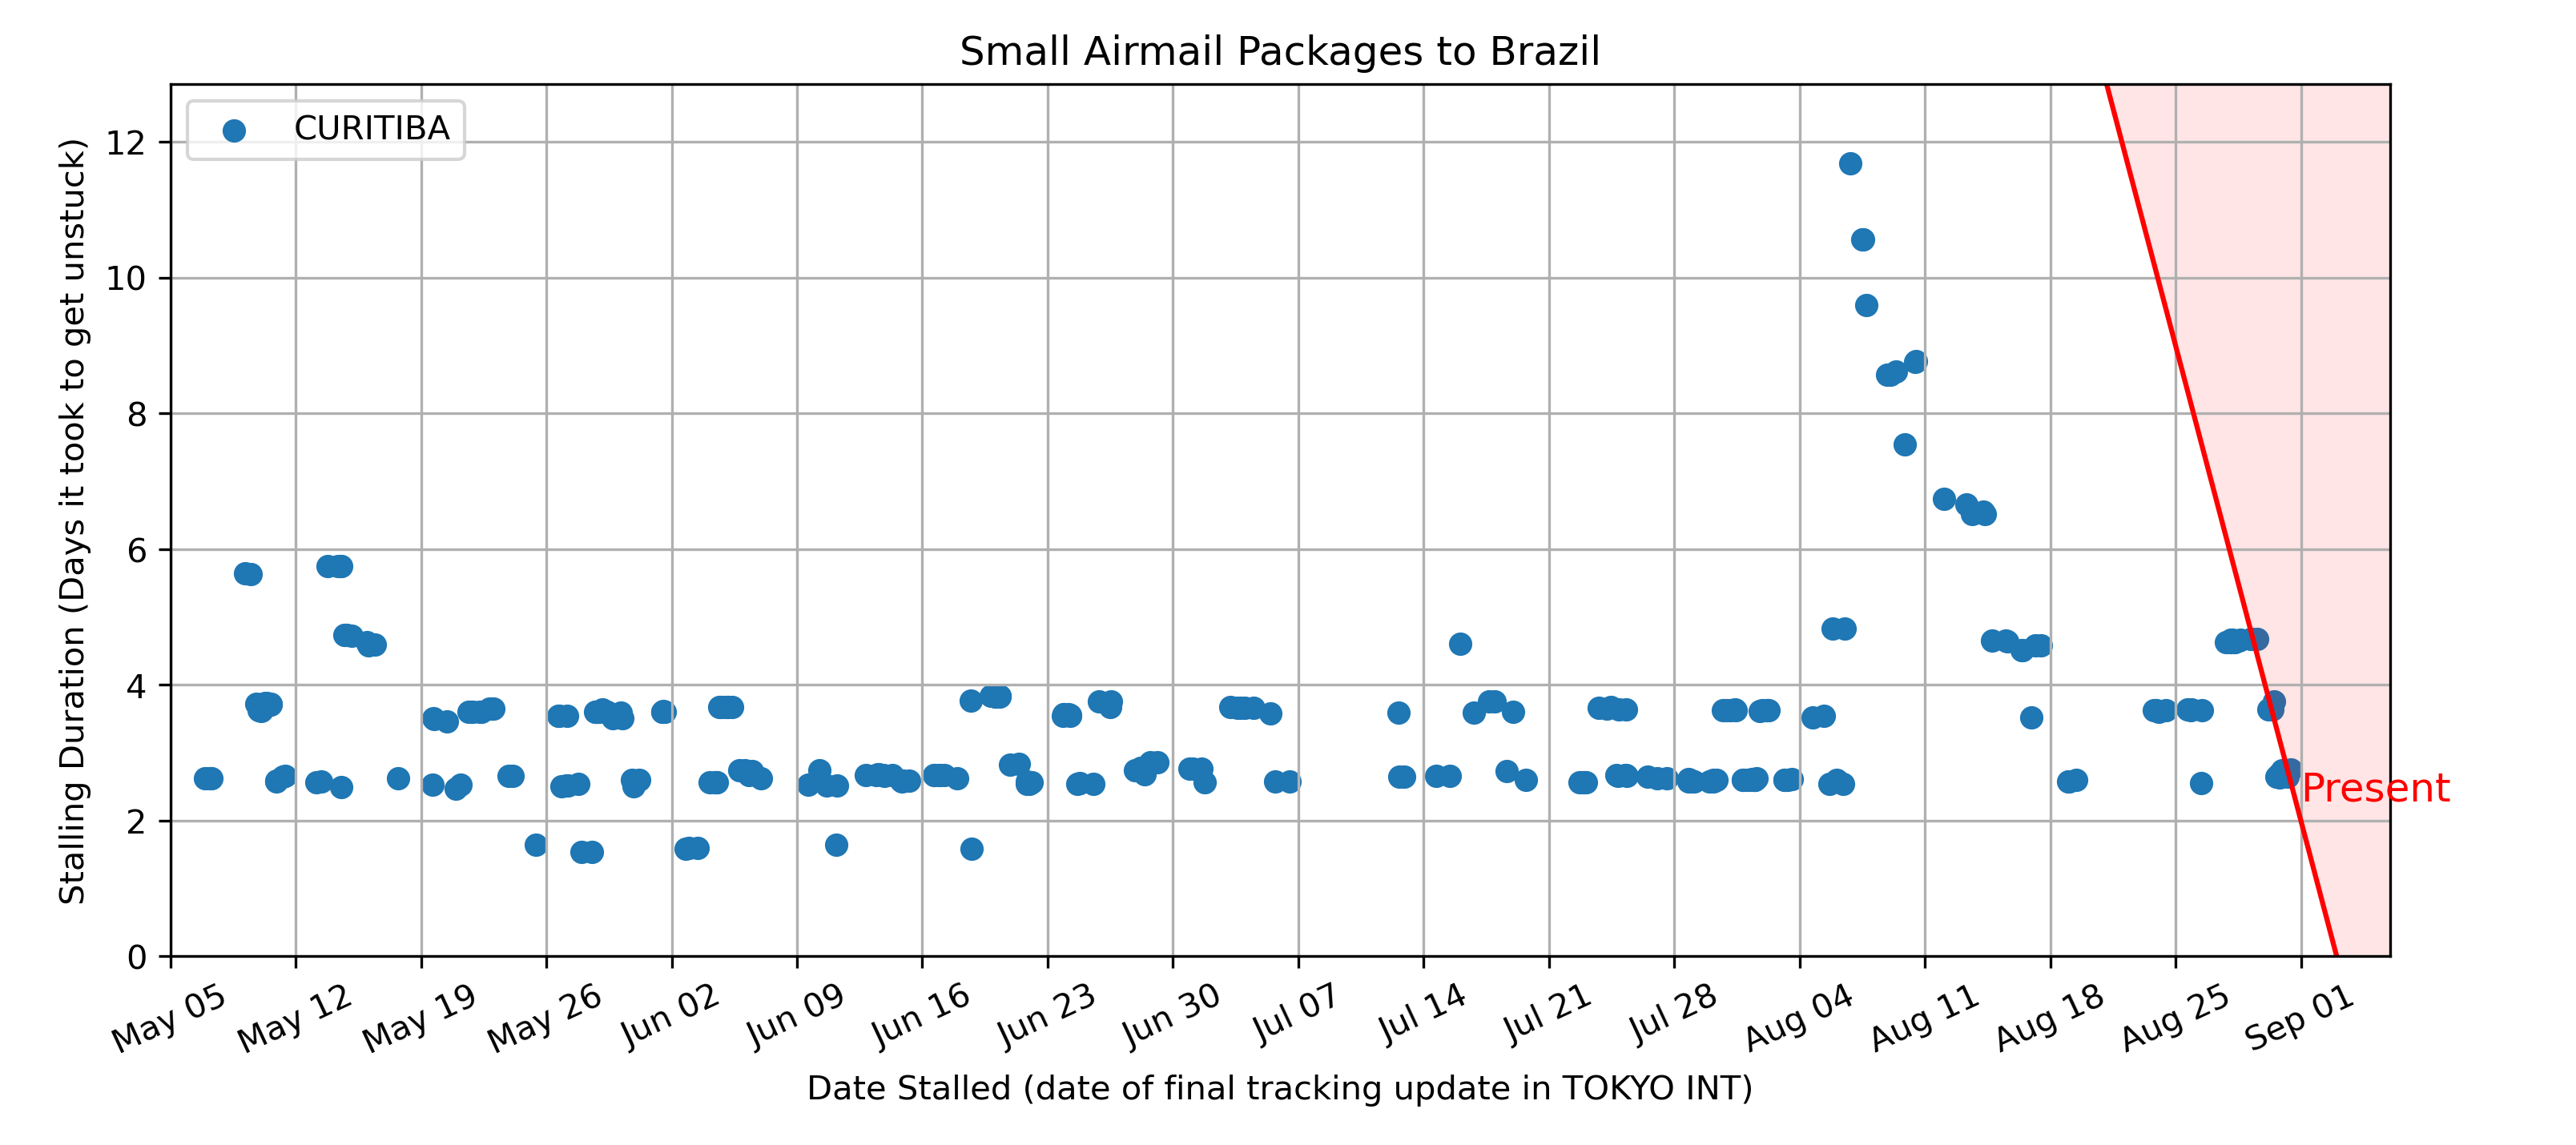 Small Airmail Packages to Brazil
CURITIBA
Stalling Duration (Days it took to get unstuck)
12
10
8
6
4
2
0
Present
May 05
May 12
May 19
May 26
Jun 02
Jun 09
Jun 16
Jun 23
Jun 30
Jul 07
Jul 14
Jul 21
Jul 28
Aug 04
Aug 11
Aug 18
Aug 25
Sep 01
Date Stalled (date of final tracking update in TOKYO INT)